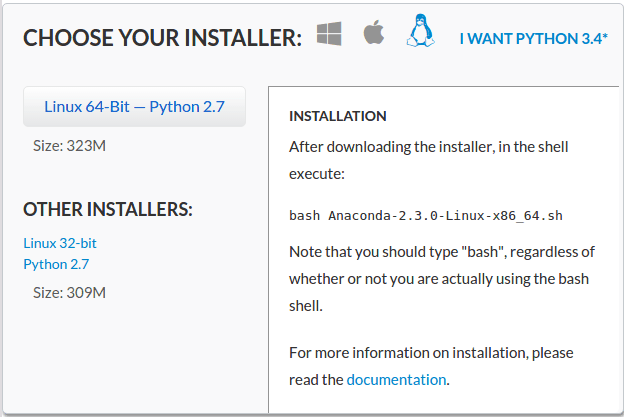 CHOOSE YOUR INSTALLER:
I WANT PYTHON 3.4*
Linux 64-Bit — Python 2.7
Size: 323M
OTHER INSTALLERS:
Linux 32-bit
Python 2.7
Size: 309M
INSTALLATION
After downloading the installer, in the shell
execute:
bash Anaconda-2.3.0-Linux-x86_64.sh
Note that you should type "bash", regardless of
whether or not you are actually using the bash
shell.
For more information on installation, please
read the documentation.